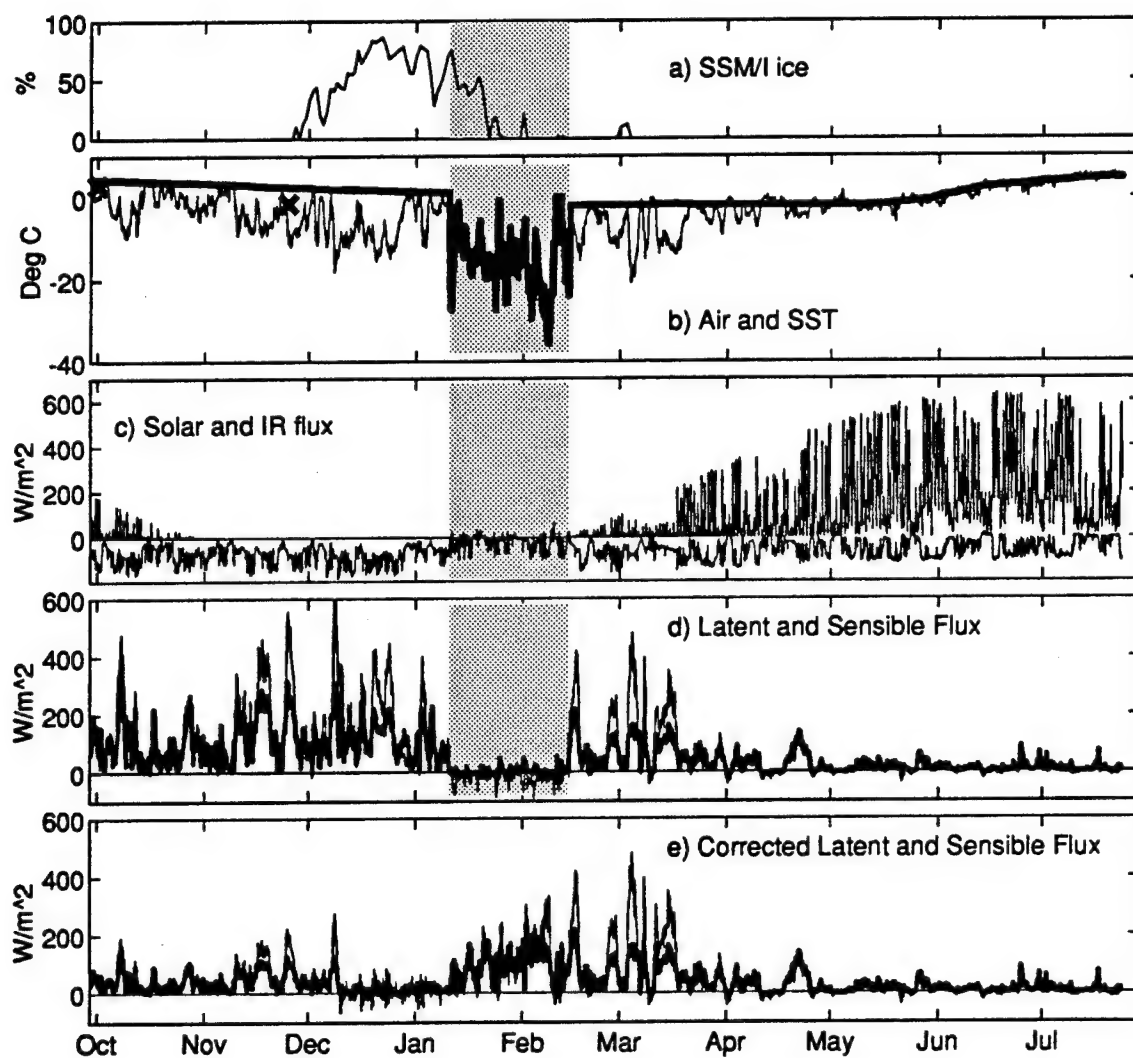 100
50
0
%
a) SSM/I ice
0
-20
-40
Deg C
b) Air and SST
600
400
200
0
W/m^2
c) Solar and IR flux
600
400
200
0
W/m^2
d) Latent and Sensible Flux
600
400
200
0
W/m^2
e) Corrected Latent and Sensible Flux
Oct Nov Dec Jan Feb Mar Apr May Jun Jul